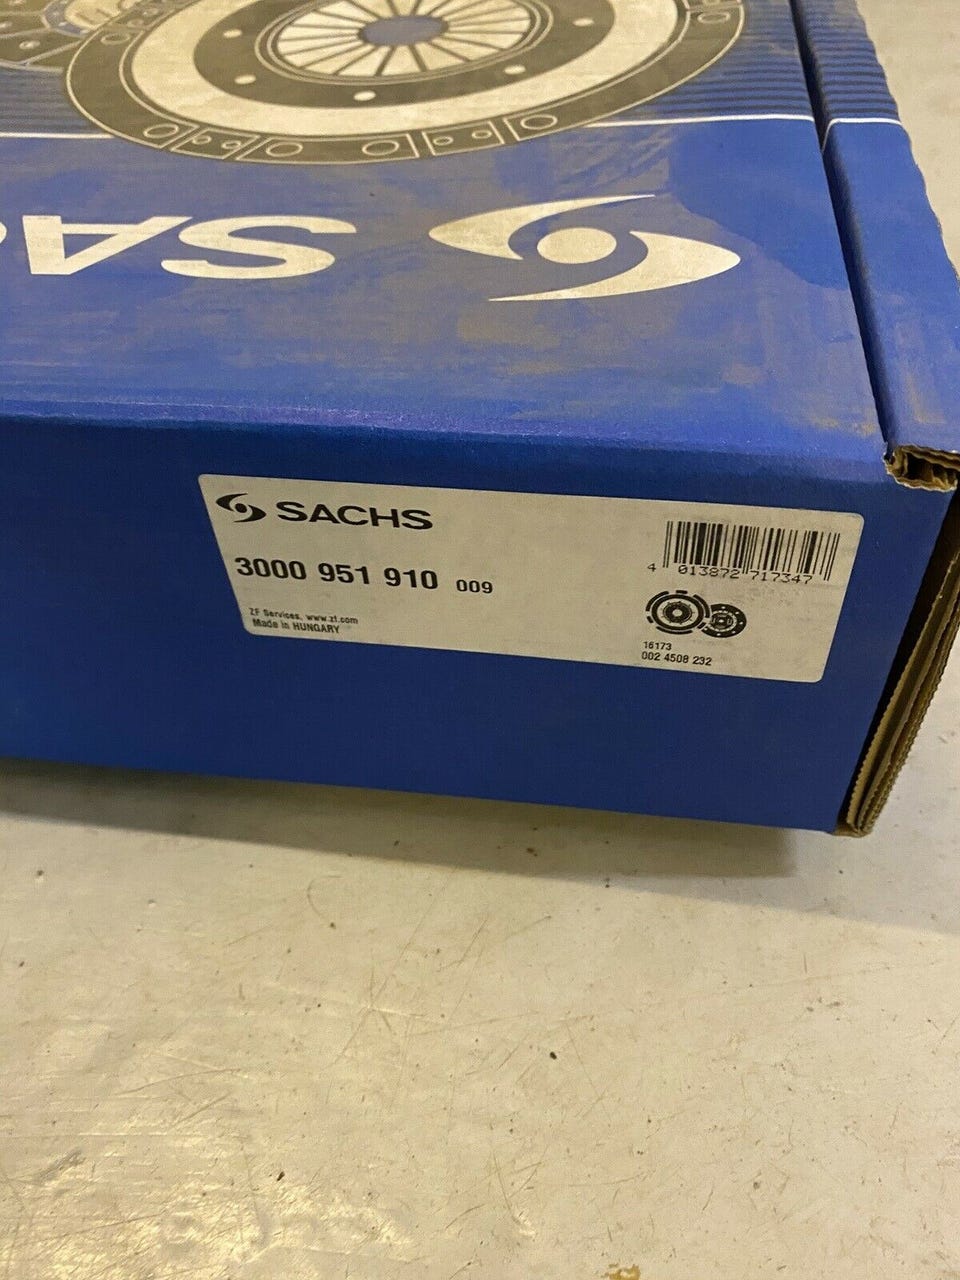 SA
SACHS
3000 951 910 009
ZF Services, www.zf.com
Made in HUNGARY
4 013872 717347
16173
002 4508 232